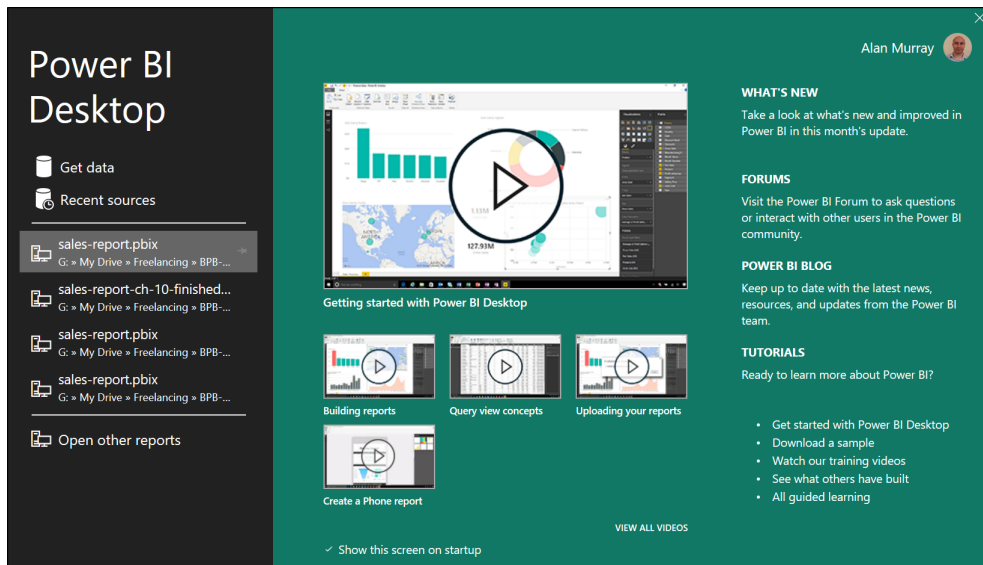 Power BI
Desktop
Get data
Recent sources
sales-report.pbix
G: » My Drive » Freelancing » BPB-...
sales-report-ch-10-finished...
G: » My Drive » Freelancing » BPB-...
sales-report.pbix
G: » My Drive » Freelancing » BPB-...
sales-report.pbix
G: » My Drive » Freelancing » BPB-...
Open other reports
127.93M
Getting started with Power BI Desktop
Building reports
Query view concepts
Uploading your reports
Create a Phone report
VIEW ALL VIDEOS
Show this screen on startup
Alan Murray
WHAT'S NEW
Take a look at what's new and improved in
Power BI in this month's update.
FORUMS
Visit the Power BI Forum to ask questions
or interact with other users in the Power BI
community.
POWER BI BLOG
Keep up to date with the latest news,
resources, and updates from the Power BI
team.
TUTORIALS
Ready to learn more about Power BI?
• Get started with Power BI Desktop
• Download a sample
• Watch our training videos
• See what others have built
• All guided learning